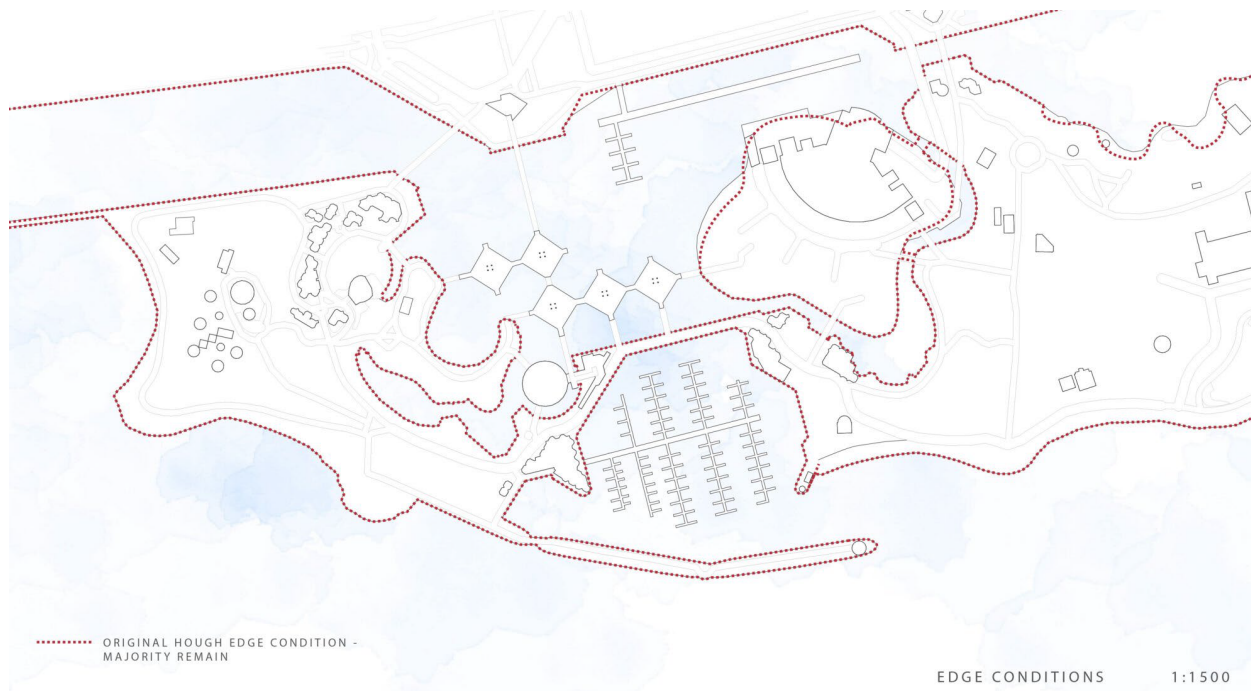 ORIGINAL HOUGH EDGE CONDITION -
MAJORITY REMAIN
EDGE CONDITIONS 1:1500